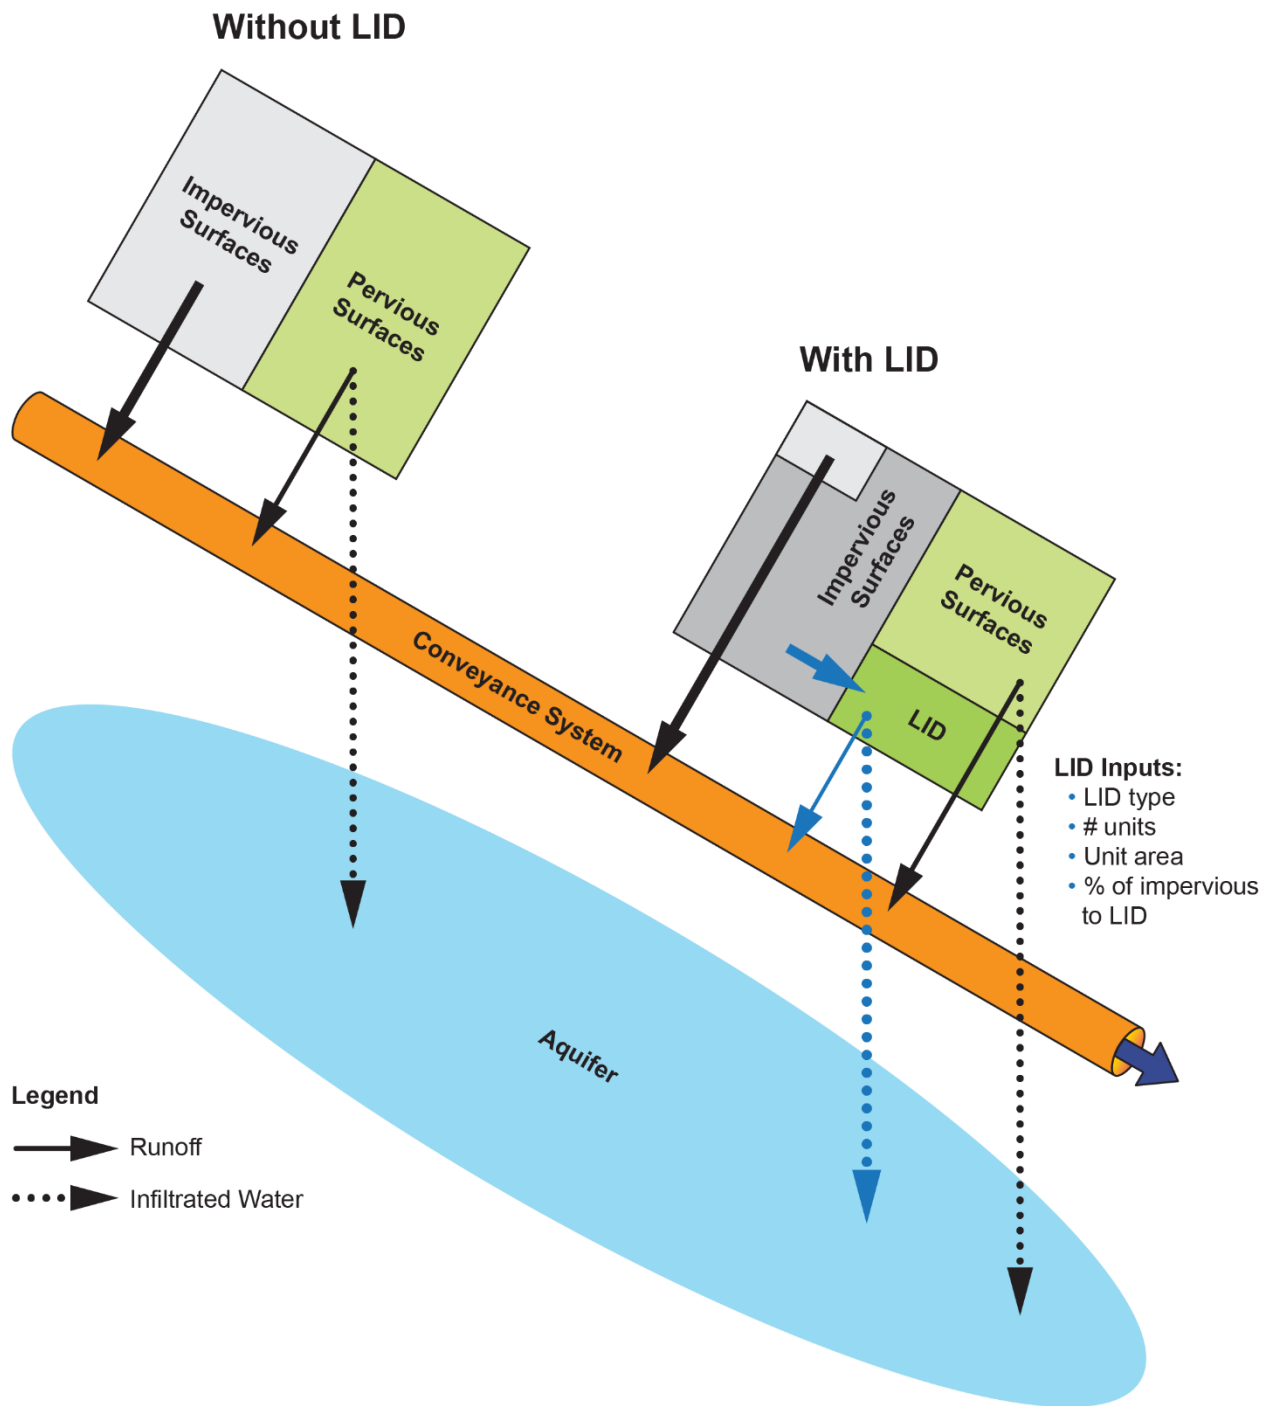 Without LID
Impervious
Surfaces
Pervious
Surfaces
With LID
Impervious
Surfaces
Pervious
Surfaces
LID
Conveyance System
LID Inputs:
• LID type
• # units
• Unit area
• % of impervious
to LID
Aquifer
Legend
Runoff
Infiltrated Water